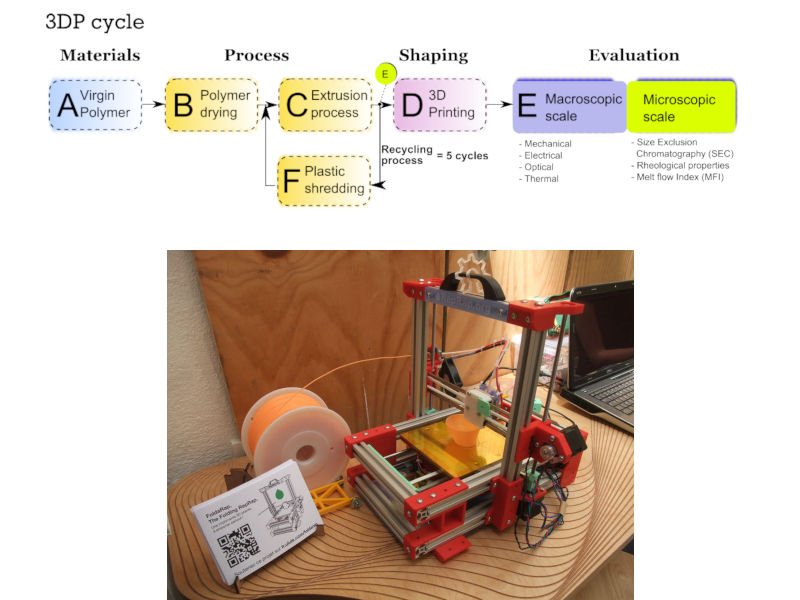 3DP cycle
Materials
Process
Shaping
Evaluation
A Virgin
Polymer
B Polymer
drying
C Extrusion
process
E
D 3D
Printing
E Macroscopic
scale
Microscopic
scale
- Mechanical
- Electrical
- Optical
- Thermal
- Size Exclusion
Chromatography (SEC)
- Rheological properties
- Melt flow Index (MFI)
Recycling
process = 5 cycles
F Plastic
shredding
FoldaRap,
The Folding RepRap.